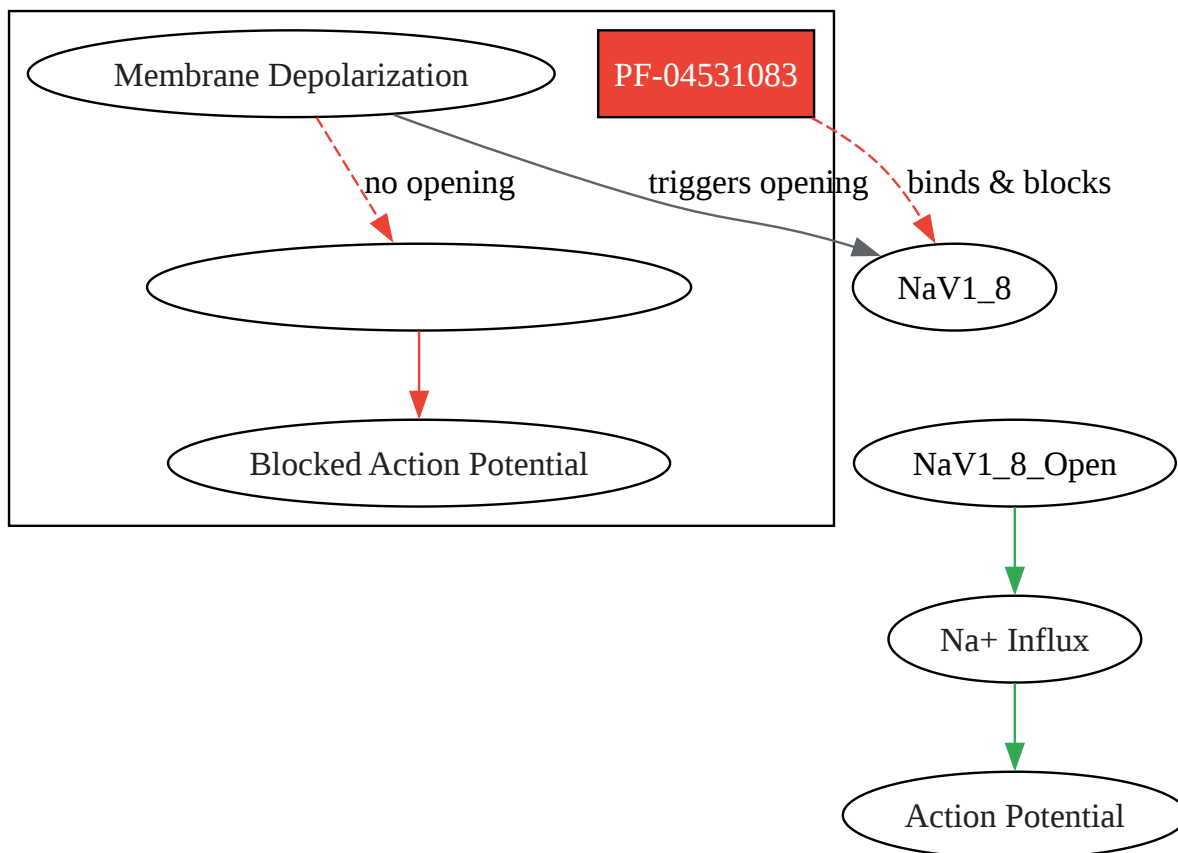 Membrane Depolarization
PF-04531083
no opening
triggers opening
binds & blocks
NaV1_8
Blocked Action Potential
NaV1_8_Open
Na+ Influx
Action Potential